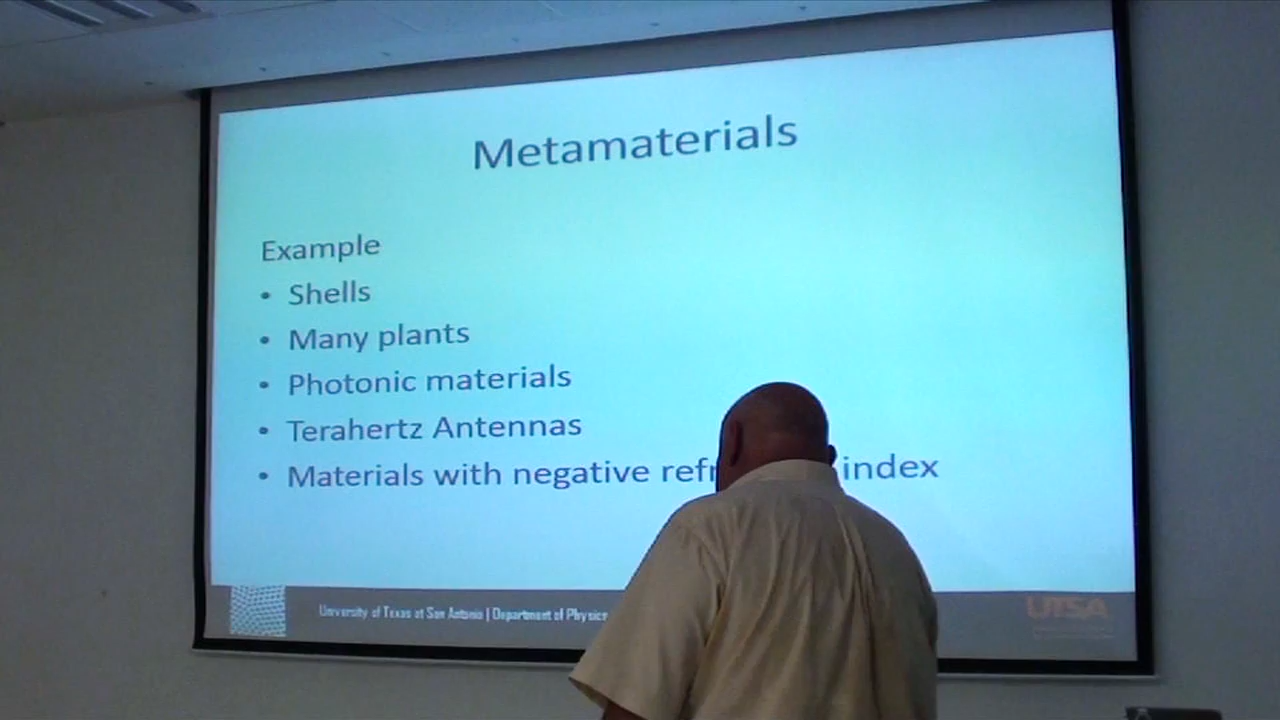 Metamaterials
Example
• Shells
• Many plants
• Photonic materials
• Terahertz Antennas
• Materials with negative index
University of Texas at San Antonio | Department of Physics
UTSA